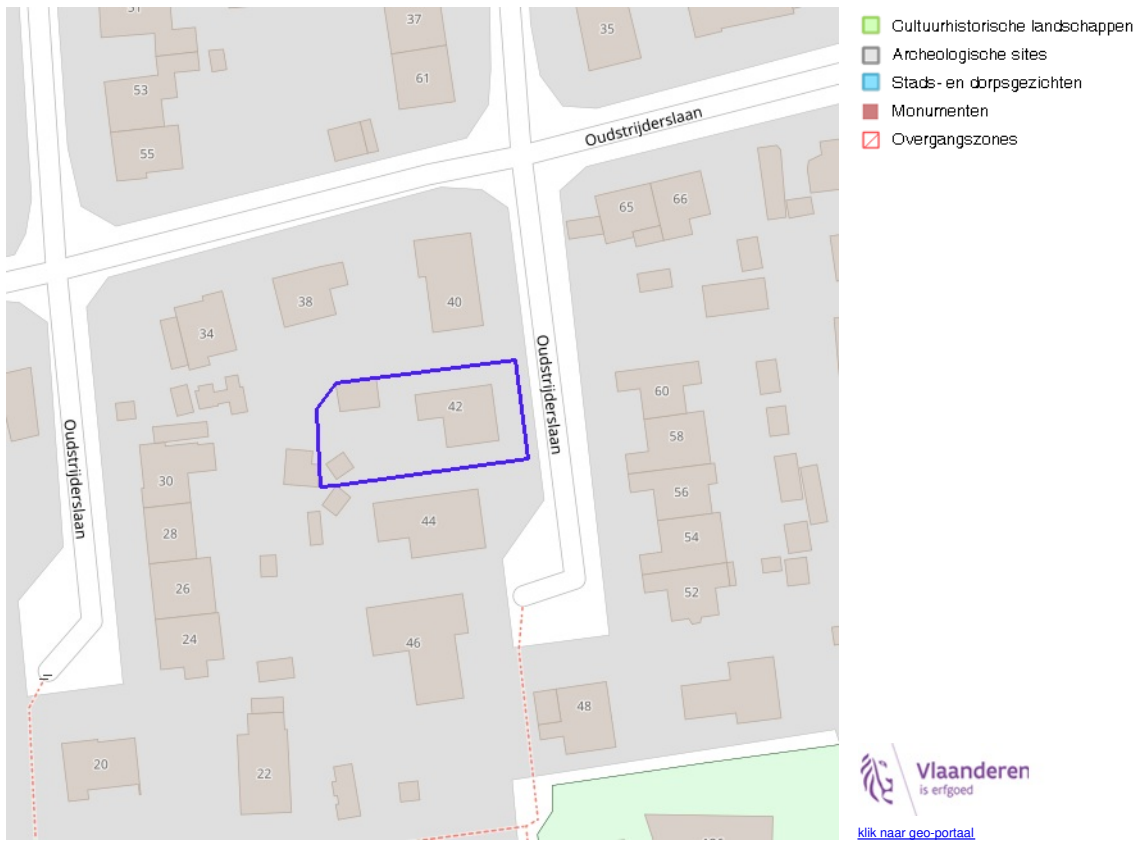 37
35
61
53
55
Oudstrijderslaan
65
66
38
40
34
Oudstrijderslaan
42
60
58
Oudstrijderslaan
30
56
44
28
54
26
52
24
46
48
20
22
Cultuurhistorische landschappen
Archeologische sites
Stads- en dorpsgezichten
Monumenten
Overgangszones
Vlaanderen
is erfgoed
klik naar geo-portaal